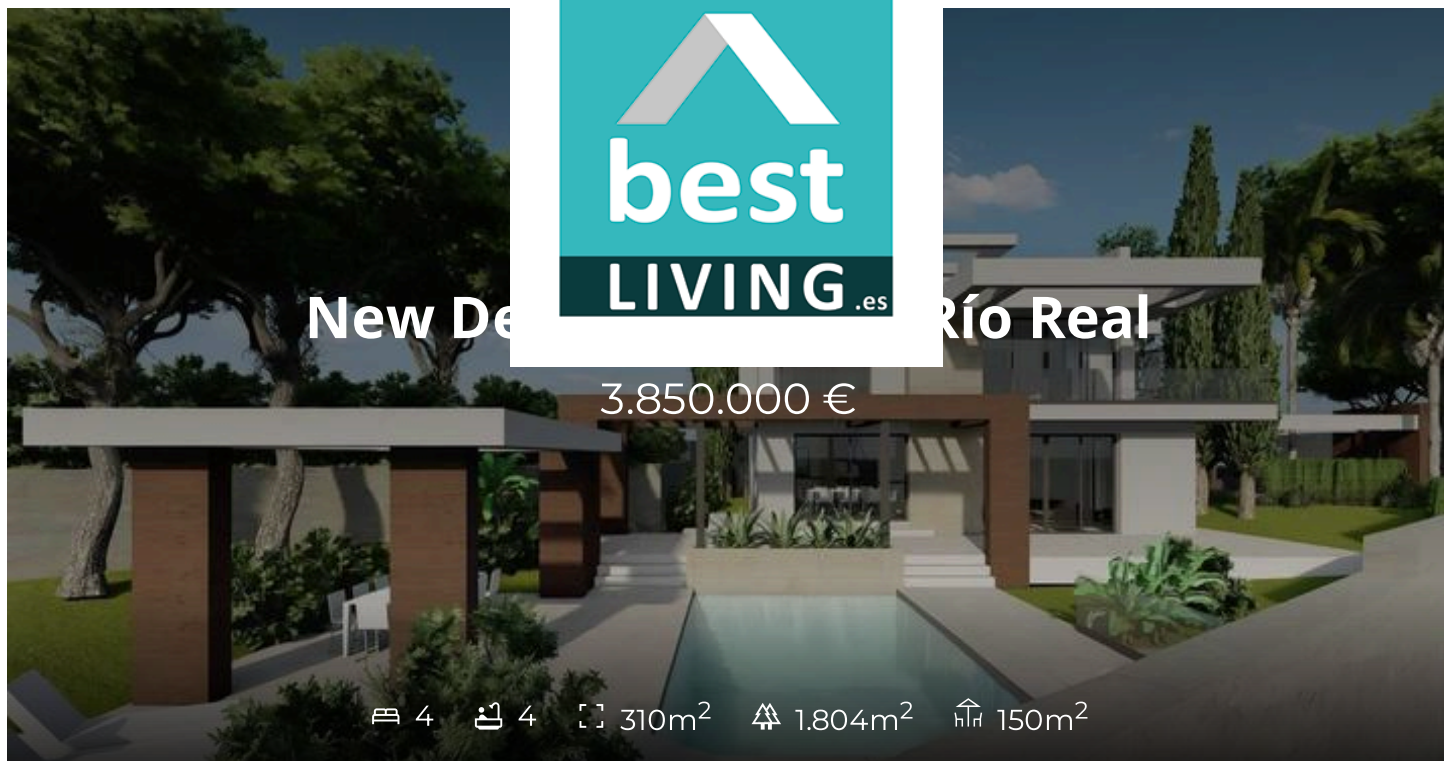 best
LIVING.es
New De Río Real
3.850.000 €
4 4 310m² 1.804m² 150m²